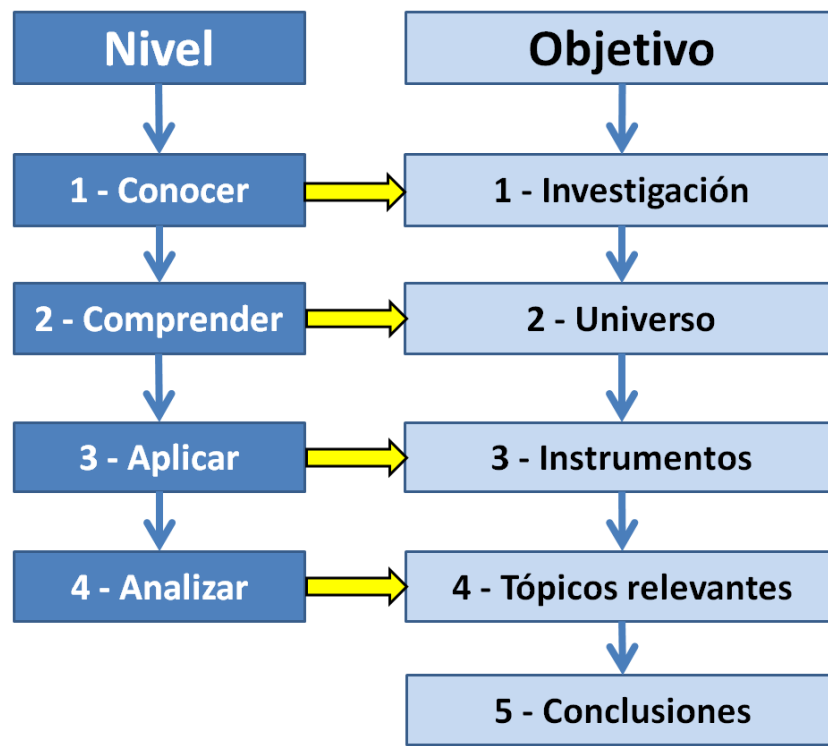 Nivel
Objetivo
1 - Conocer
1 - Investigación
2 - Comprender
2 - Universo
3 - Aplicar
3 - Instrumentos
4 - Analizar
4 - Tópicos relevantes
5 - Conclusiones